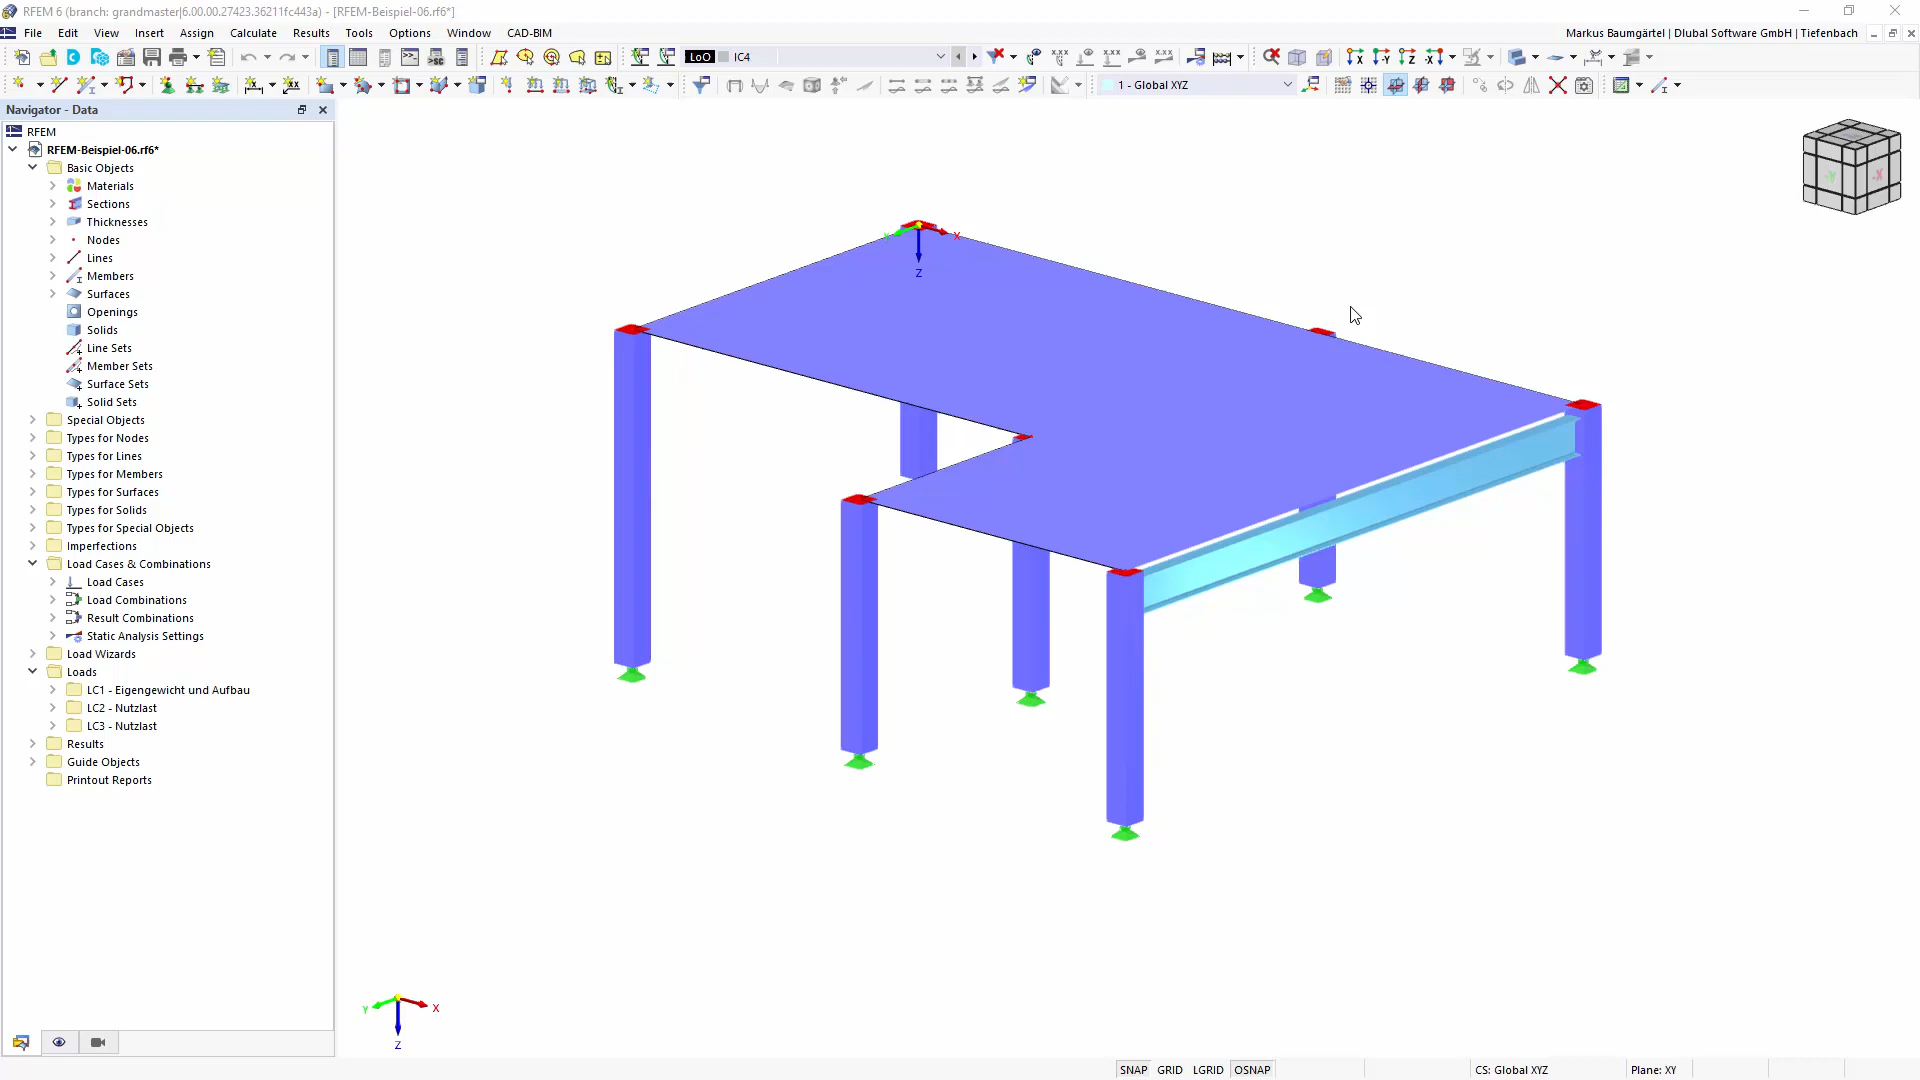 RFEM 6 (branch: grandmaster|6.00.00.27423.36211fc443a) - [RFEM-Beispiel-06.rf6*]
File Edit View Insert Assign Calculate Results Tools Options Window CAD-BIM
Markus Baumgärtel | Dlubal Software GmbH | Tiefenbach
LoO IC4
1 - Global XYZ
Navigator - Data
RFEM
RFEM-Beispiel-06.rf6*
Basic Objects
Materials
Sections
Thicknesses
Nodes
Lines
Members
Surfaces
Openings
Solids
Line Sets
Member Sets
Surface Sets
Solid Sets
Special Objects
Types for Nodes
Types for Lines
Types for Members
Types for Surfaces
Types for Solids
Types for Special Objects
Imperfections
Load Cases & Combinations
Load Cases
Load Combinations
Result Combinations
Static Analysis Settings
Load Wizards
Loads
LC1 - Eigengewicht und Aufbau
LC2 - Nutzlast
LC3 - Nutzlast
Results
Guide Objects
Printout Reports
Y X
Z
-Y -X
Y X
Z
SNAP GRID LGRID OSNAP CS: Global XYZ Plane: XY